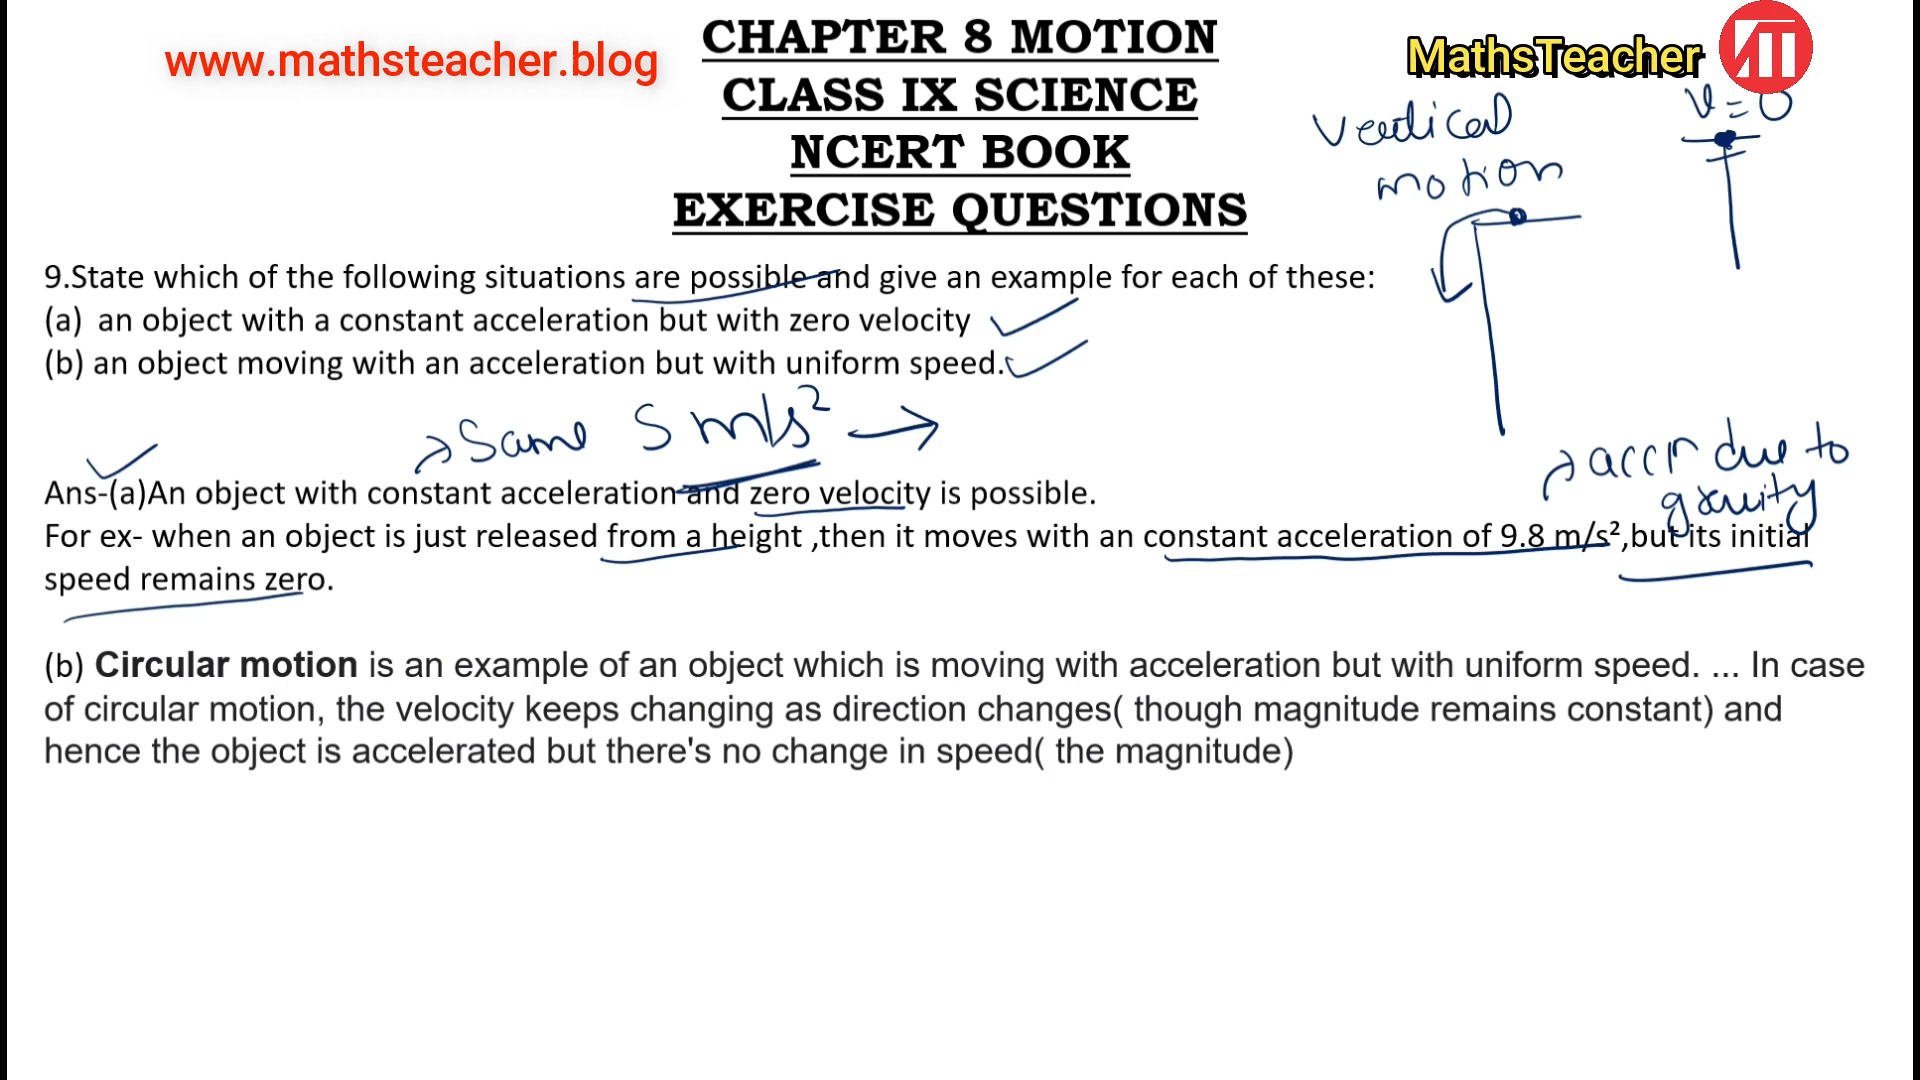 www.mathsteacher.blog
CHAPTER 8 MOTION
MathsTeacher
CLASS IX SCIENCE
NCERT BOOK
EXERCISE QUESTIONS
v=0
vertical
motion
9.State which of the following situations are possible and give an example for each of these:
(a) an object with a constant acceleration but with zero velocity
(b) an object moving with an acceleration but with uniform speed.
Same 5 m/s²
accn due to
gravity
Ans-(a)An object with constant acceleration and zero velocity is possible.
For ex- when an object is just released from a height ,then it moves with an constant acceleration of 9.8 m/s²,but its initial
speed remains zero.
(b) Circular motion is an example of an object which is moving with acceleration but with uniform speed. ... In case
of circular motion, the velocity keeps changing as direction changes( though magnitude remains constant) and
hence the object is accelerated but there's no change in speed( the magnitude)